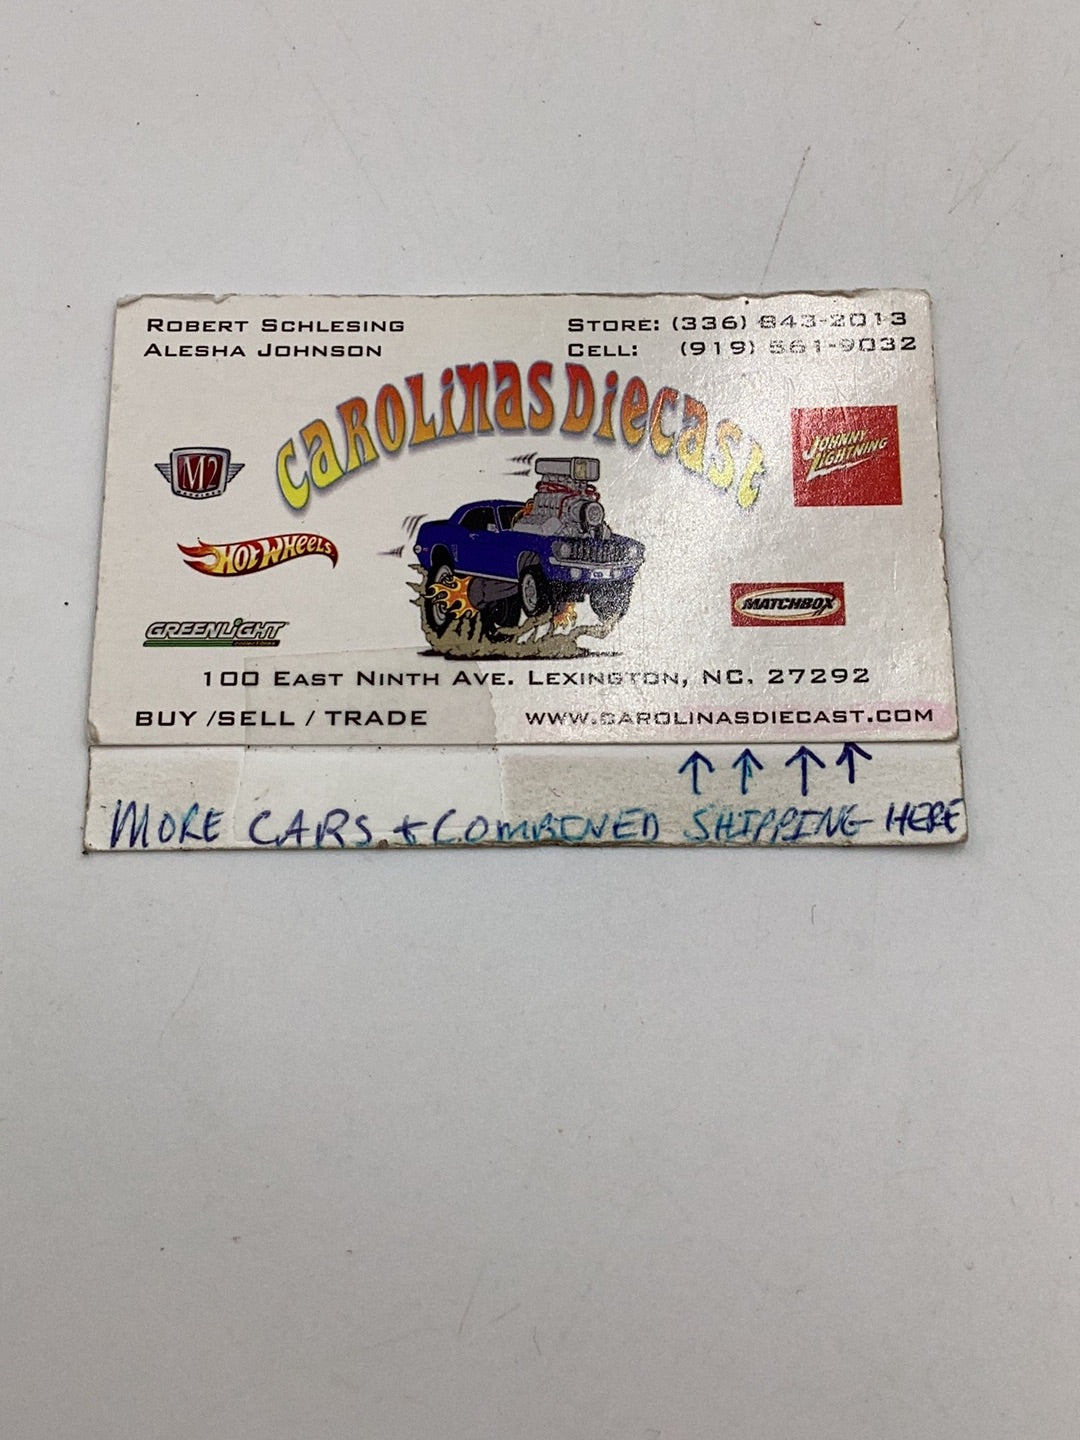 ROBERT SCHLESING
ALESHA JOHNSON
STORE: (336) 843-2013
CELL: (919) 561-9032
CAROLINAS DIECAST
M2
HOT WHEELS
GREENLIGHT
JOHNNY
LIGHTNING
MATCHBOX
100 EAST NINTH AVE. LEXINGTON, NC. 27292
BUY /SELL / TRADE
WWW.CAROLINASDIECAST.COM
↑ ↑ ↑ ↑
MORE CARS + COMBINED SHIPPING HERE